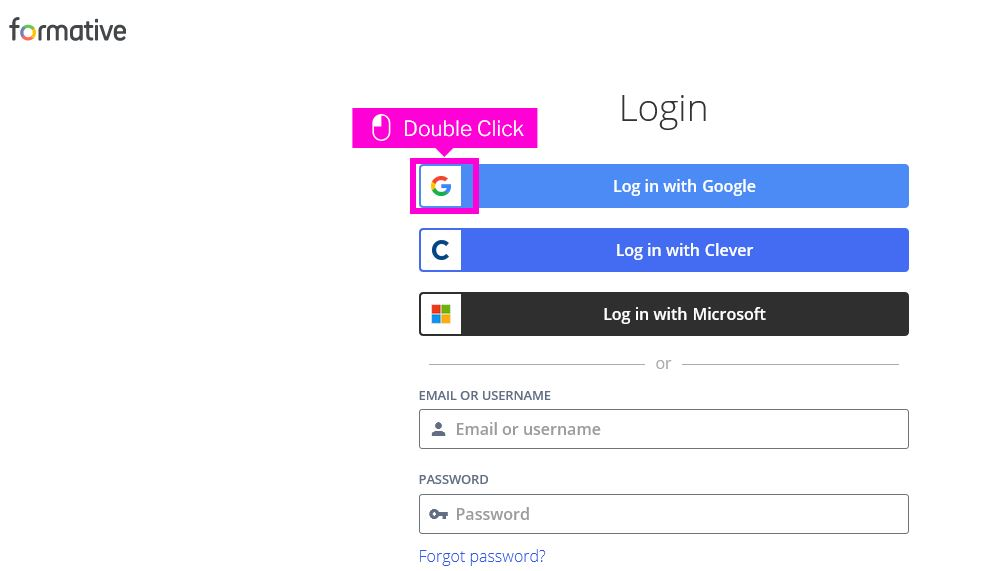 formative
Login
Double Click
Log in with Google
Log in with Clever
Log in with Microsoft
or
EMAIL OR USERNAME
Email or username
PASSWORD
Password
Forgot password?